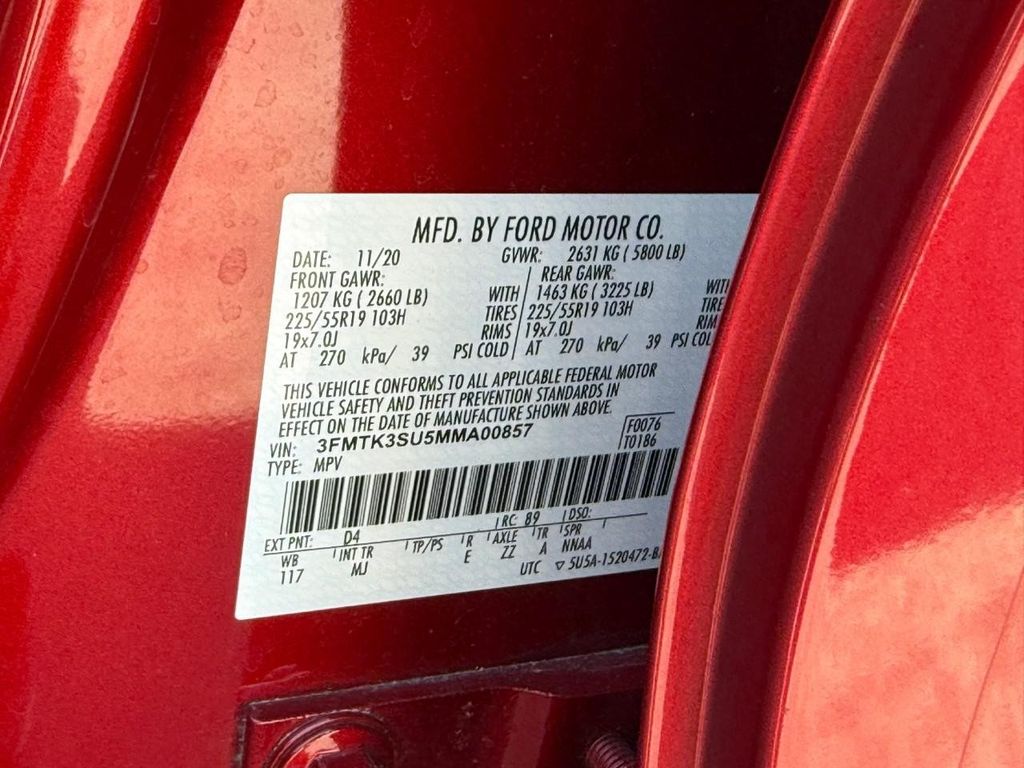 MFD. BY FORD MOTOR CO.
DATE: 11/20 GVWR: 2631 KG ( 5800 LB)
FRONT GAWR: REAR GAWR:
1207 KG ( 2660 LB) WITH 1463 KG ( 3225 LB) WIT
225/55R19 103H TIRES 225/55R19 103H TIRE
19x7.0J RIMS 19x7.0J RIM
AT 270 kPa/ 39 PSI COLD AT 270 kPa/ 39 PSI COL
THIS VEHICLE CONFORMS TO ALL APPLICABLE FEDERAL MOTOR
VEHICLE SAFETY AND THEFT PREVENTION STANDARDS IN
EFFECT ON THE DATE OF MANUFACTURE SHOWN ABOVE.
VIN: 3FMTK3SU5MMA00857 F0076
TYPE: MPV T0186
EXT PNT: D4 RC: 89 DSO:
WB INT TR TP/PS R AXLE TR SPR
117 MJ E ZZ A NNAA
UTC ▽ 5U5A-1520472-B